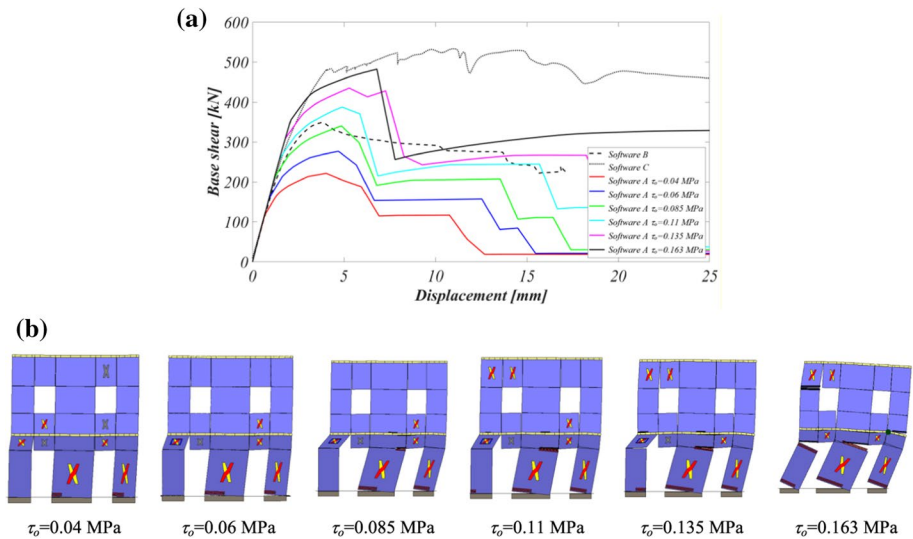 (a)
600
500
400
300
200
100
0
Base shear [kN]
0 5 10 15 20 25
Displacement [mm]
Software B
Software C
Software A τo=0.04 MPa
Software A τo=0.06 MPa
Software A τo=0.085 MPa
Software A τo=0.11 MPa
Software A τo=0.135 MPa
Software A τo=0.163 MPa
(b)
τo=0.04 MPa τo=0.06 MPa τo=0.085 MPa τo=0.11 MPa τo=0.135 MPa τo=0.163 MPa